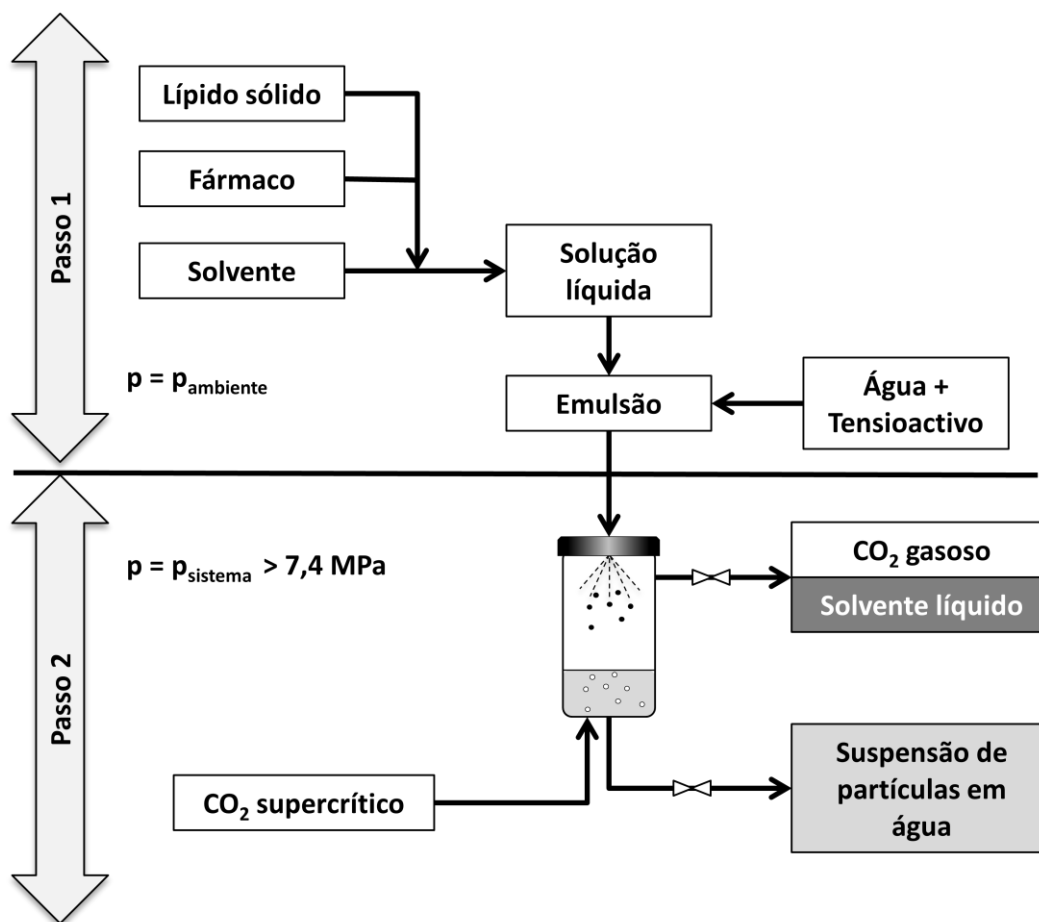 Passo 1
Lípido sólido
Fármaco
Solvente
Solução
líquida
p = pambiente
Emulsão
Água +
Tensioactivo
Passo 2
p = psistema > 7,4 MPa
CO2 gasoso
Solvente líquido
CO2 supercrítico
Suspensão de
partículas em
água